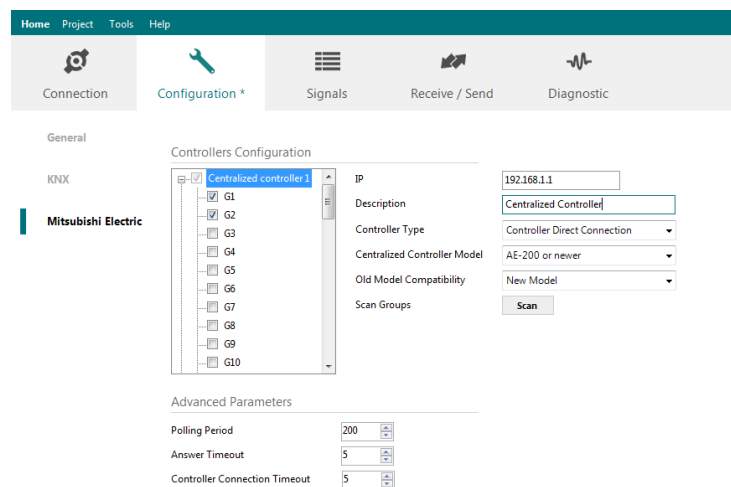 Home Project Tools Help
Connection Configuration * Signals Receive / Send Diagnostic
General
KNX
Mitsubishi Electric
Controllers Configuration
Centralized controller 1
G1
G2
G3
G4
G5
G6
G7
G8
G9
G10
IP 192.168.1.1
Description Centralized Controller
Controller Type Controller Direct Connection
Centralized Controller Model AE-200 or newer
Old Model Compatibility New Model
Scan Groups Scan
Advanced Parameters
Polling Period 200
Answer Timeout 5
Controller Connection Timeout 5